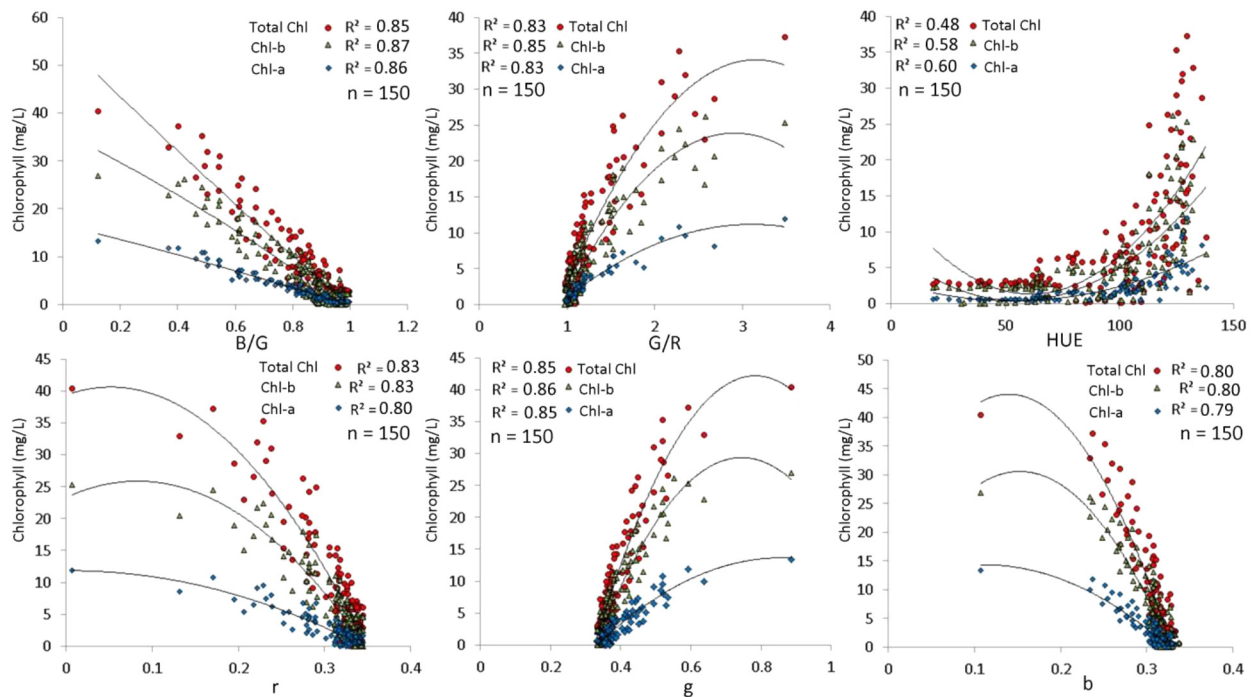 Total Chl R² = 0.85
Chl-b R² = 0.87
Chl-a R² = 0.86
n = 150
Chlorophyll (mg/L)
60
50
40
30
20
10
0
0 0.2 0.4 0.6 0.8 1 1.2
B/G
R² = 0.83 Total Chl
R² = 0.85 Chl-b
R² = 0.83 Chl-a
n = 150
Chlorophyll (mg/L)
40
35
30
25
20
15
10
5
0
0 1 2 3 4
G/R
R² = 0.48 Total Chl
R² = 0.58 Chl-b
R² = 0.60 Chl-a
n = 150
Chlorophyll (mg/L)
40
35
30
25
20
15
10
5
0
0 50 100 150
HUE
Total Chl R² = 0.83
Chl-b R² = 0.83
Chl-a R² = 0.80
n = 150
Chlorophyll (mg/L)
45
40
35
30
25
20
15
10
5
0
0 0.1 0.2 0.3 0.4
r
R² = 0.85 Total Chl
R² = 0.86 Chl-b
R² = 0.85 Chl-a
n = 150
Chlorophyll (mg/L)
45
40
35
30
25
20
15
10
5
0
0 0.2 0.4 0.6 0.8 1
g
Total Chl R² = 0.80
Chl-b R² = 0.80
Chl-a R² = 0.79
n = 150
Chlorophyll (mg/L)
50
45
40
35
30
25
20
15
10
5
0
0 0.1 0.2 0.3 0.4
b